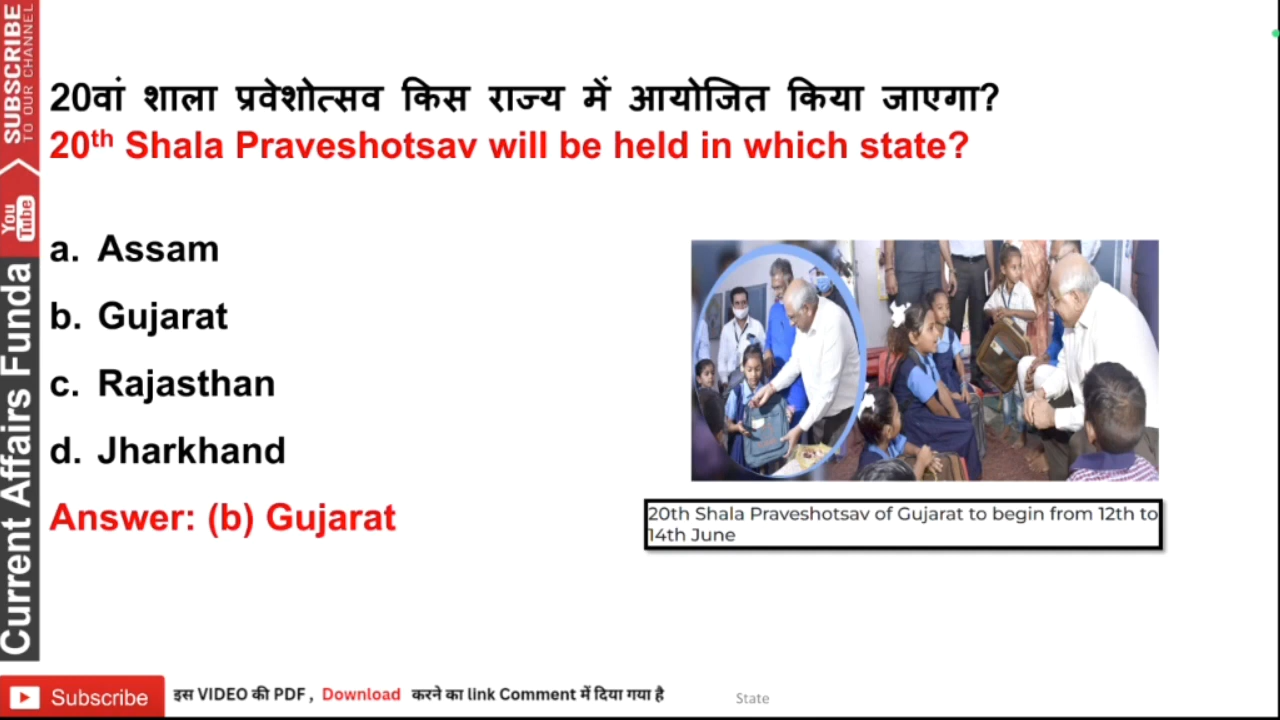 SUBSCRIBE
TO OUR CHANNEL
You
Tube
Current Affairs Funda
20वां शाला प्रवेशोत्सव किस राज्य में आयोजित किया जाएगा?
20th Shala Praveshotsav will be held in which state?
a. Assam
b. Gujarat
c. Rajasthan
d. Jharkhand
Answer: (b) Gujarat
20th Shala Praveshotsav of Gujarat to begin from 12th to
14th June
Subscribe
इस VIDEO की PDF , Download करने का link Comment में दिया गया है
State